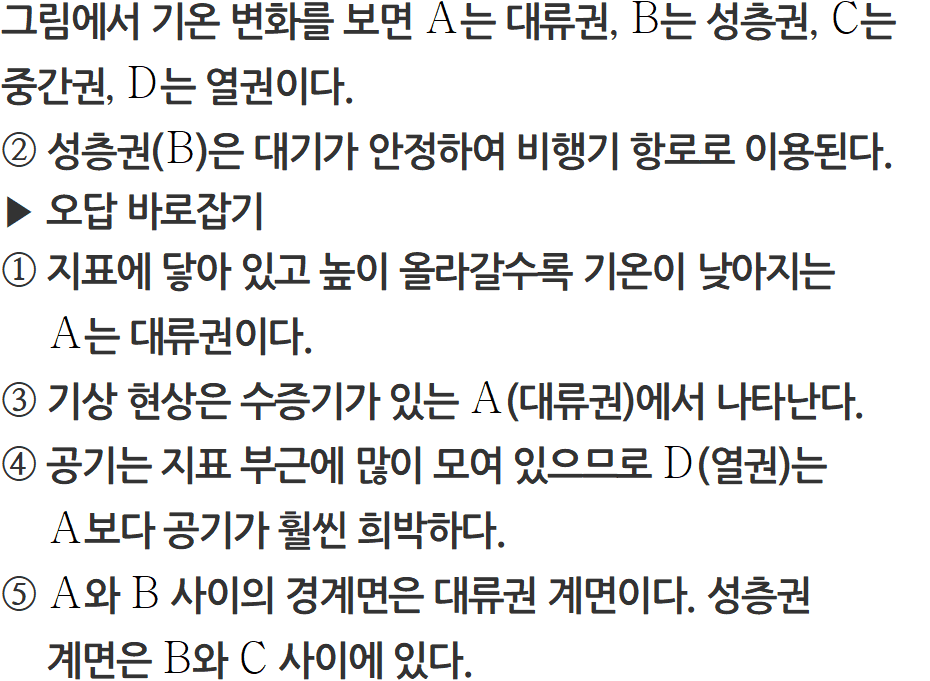 그림에서 기온 변화를 보면 A는 대류권, B는 성층권, C는
중간권, D는 열권이다.
② 성층권(B)은 대기가 안정하여 비행기 항로로 이용된다.
▶ 오답 바로잡기
① 지표에 닿아 있고 높이 올라갈수록 기온이 낮아지는
A는 대류권이다.
③ 기상 현상은 수증기가 있는 A(대류권)에서 나타난다.
④ 공기는 지표 부근에 많이 모여 있으므로 D(열권)는
A보다 공기가 훨씬 희박하다.
⑤ A와 B 사이의 경계면은 대류권 계면이다. 성층권
계면은 B와 C 사이에 있다.